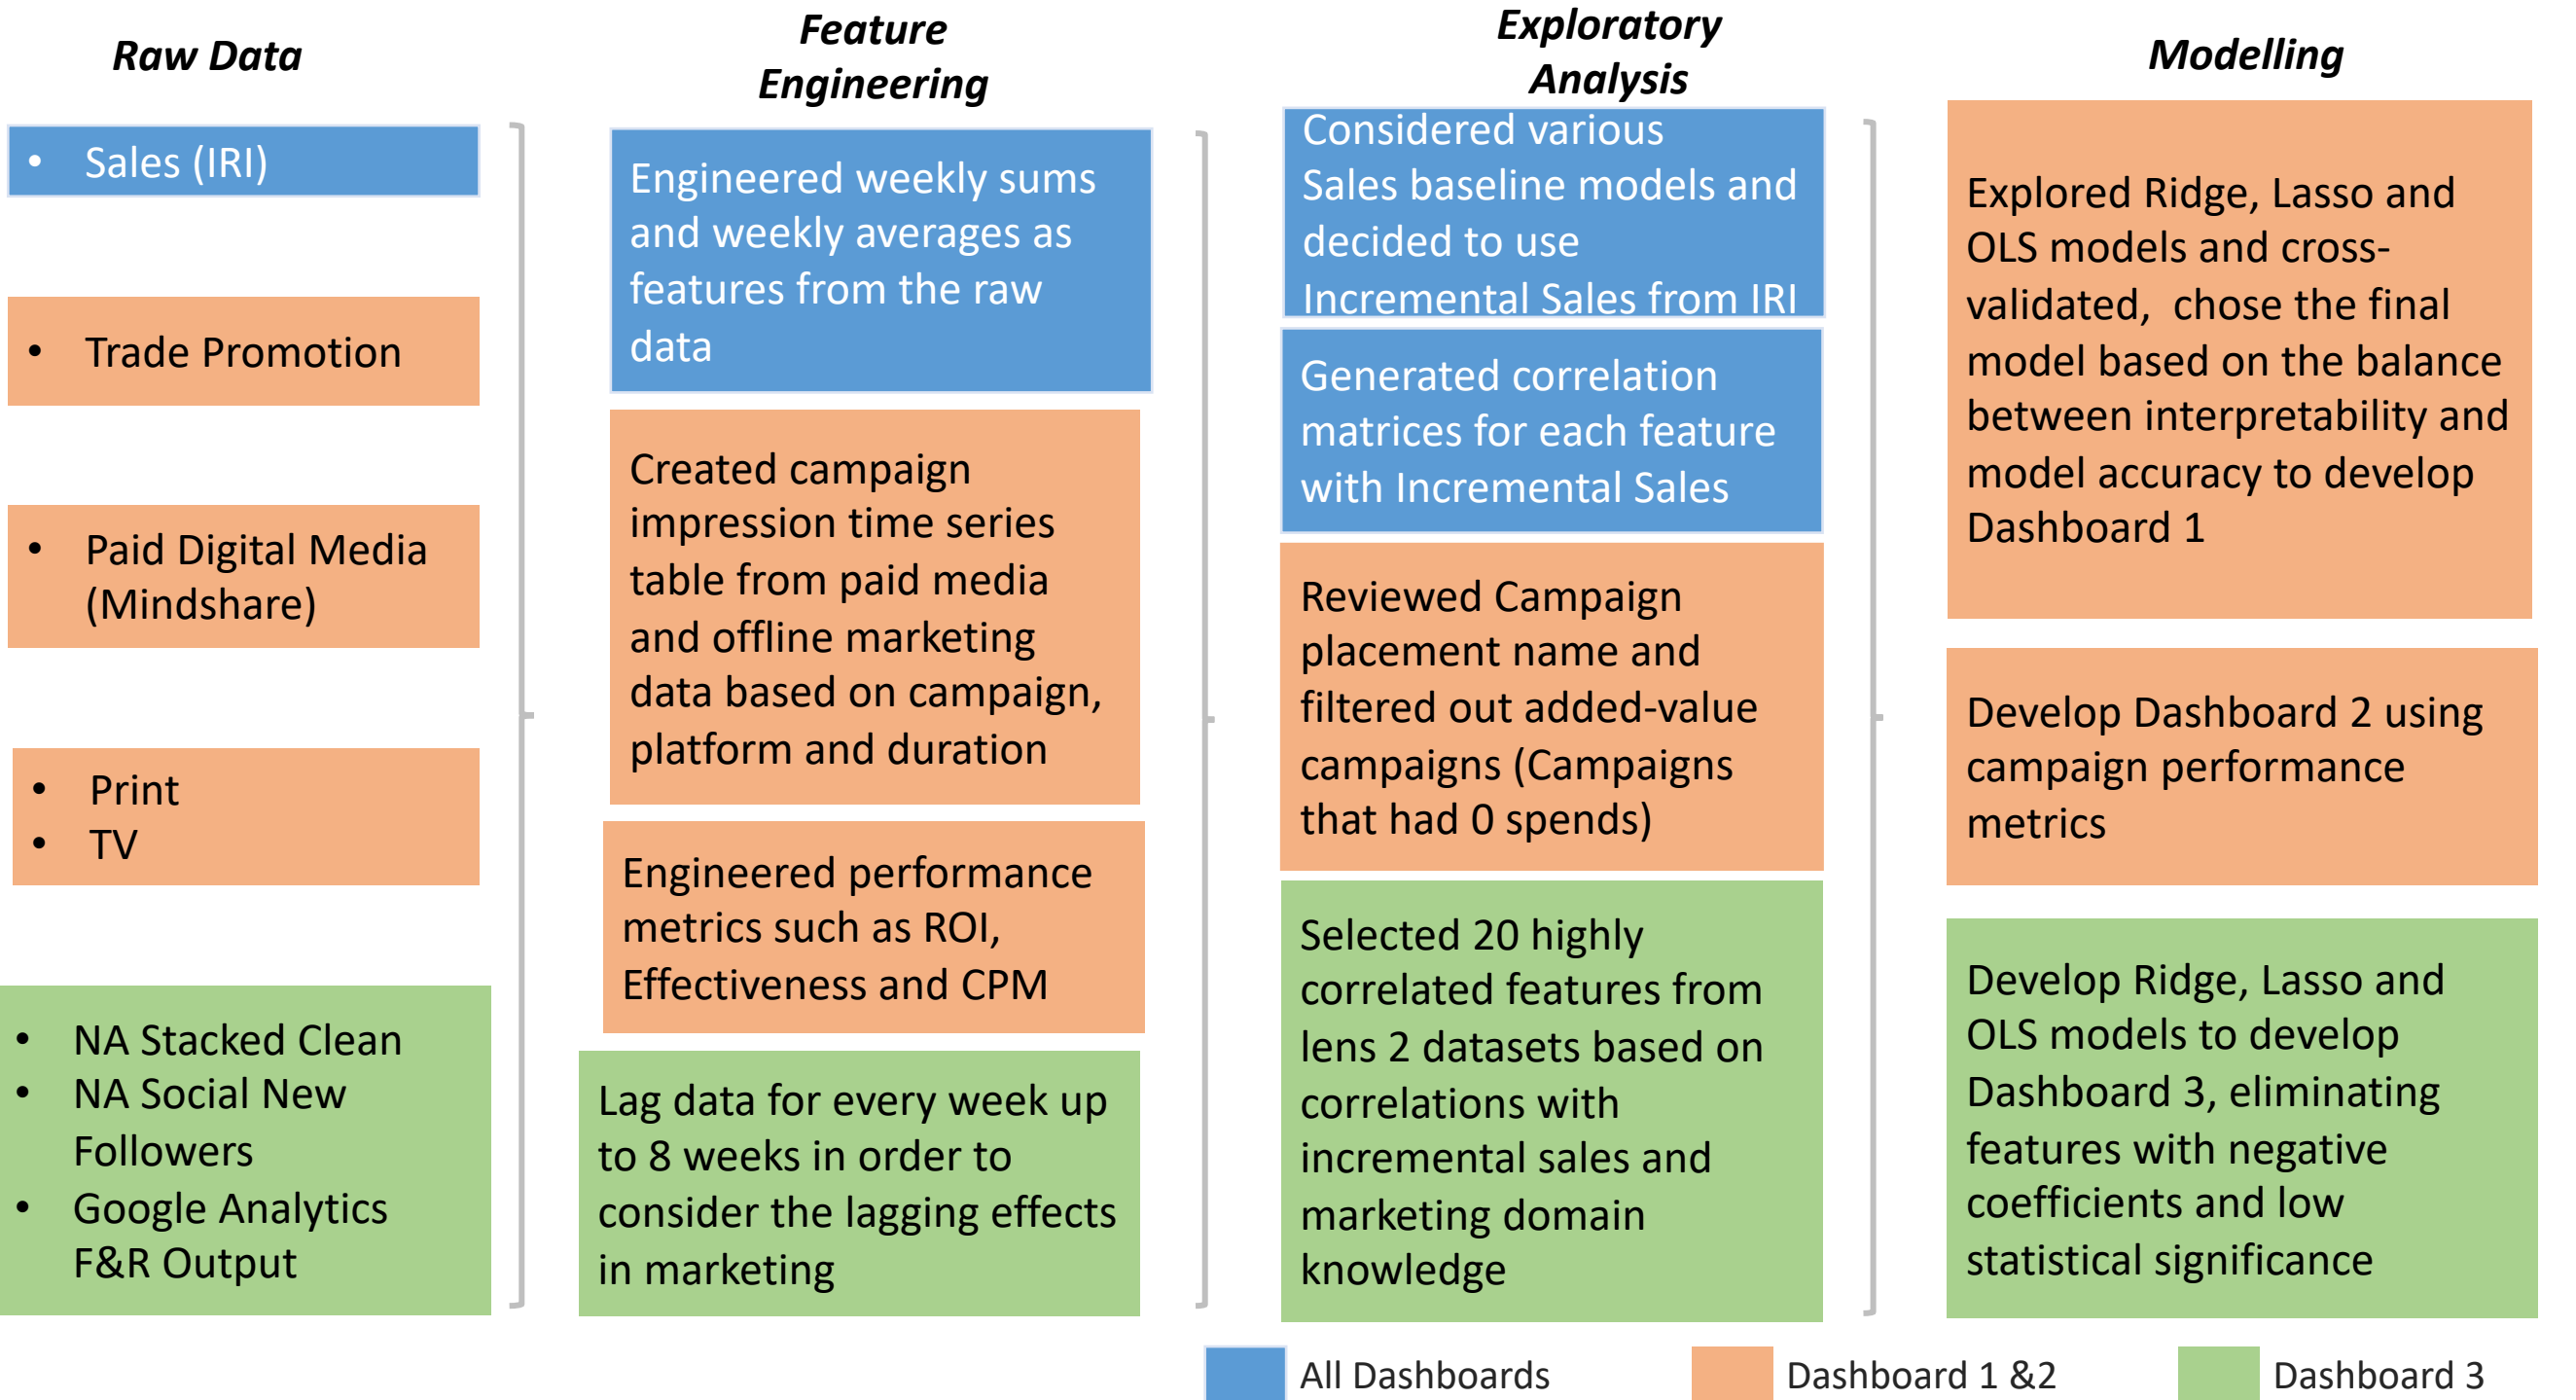 Raw Data
• Sales (IRI)
• Trade Promotion
• Paid Digital Media
(Mindshare)
• Print
• TV
• NA Stacked Clean
• NA Social New
Followers
• Google Analytics
F&R Output
Feature
Engineering
Engineered weekly sums
and weekly averages as
features from the raw
data
Created campaign
impression time series
table from paid media
and offline marketing
data based on campaign,
platform and duration
Engineered performance
metrics such as ROI,
Effectiveness and CPM
Lag data for every week up
to 8 weeks in order to
consider the lagging effects
in marketing
Exploratory
Analysis
Considered various
Sales baseline models and
decided to use
Incremental Sales from IRI
Generated correlation
matrices for each feature
with Incremental Sales
Reviewed Campaign
placement name and
filtered out added-value
campaigns (Campaigns
that had 0 spends)
Selected 20 highly
correlated features from
lens 2 datasets based on
correlations with
incremental sales and
marketing domain
knowledge
Modelling
Explored Ridge, Lasso and
OLS models and cross-
validated,  chose the final
model based on the balance
between interpretability and
model accuracy to develop
Dashboard 1
Develop Dashboard 2 using
campaign performance
metrics
Develop Ridge, Lasso and
OLS models to develop
Dashboard 3, eliminating
features with negative
coefficients and low
statistical significance
All Dashboards
Dashboard 1 &2
Dashboard 3